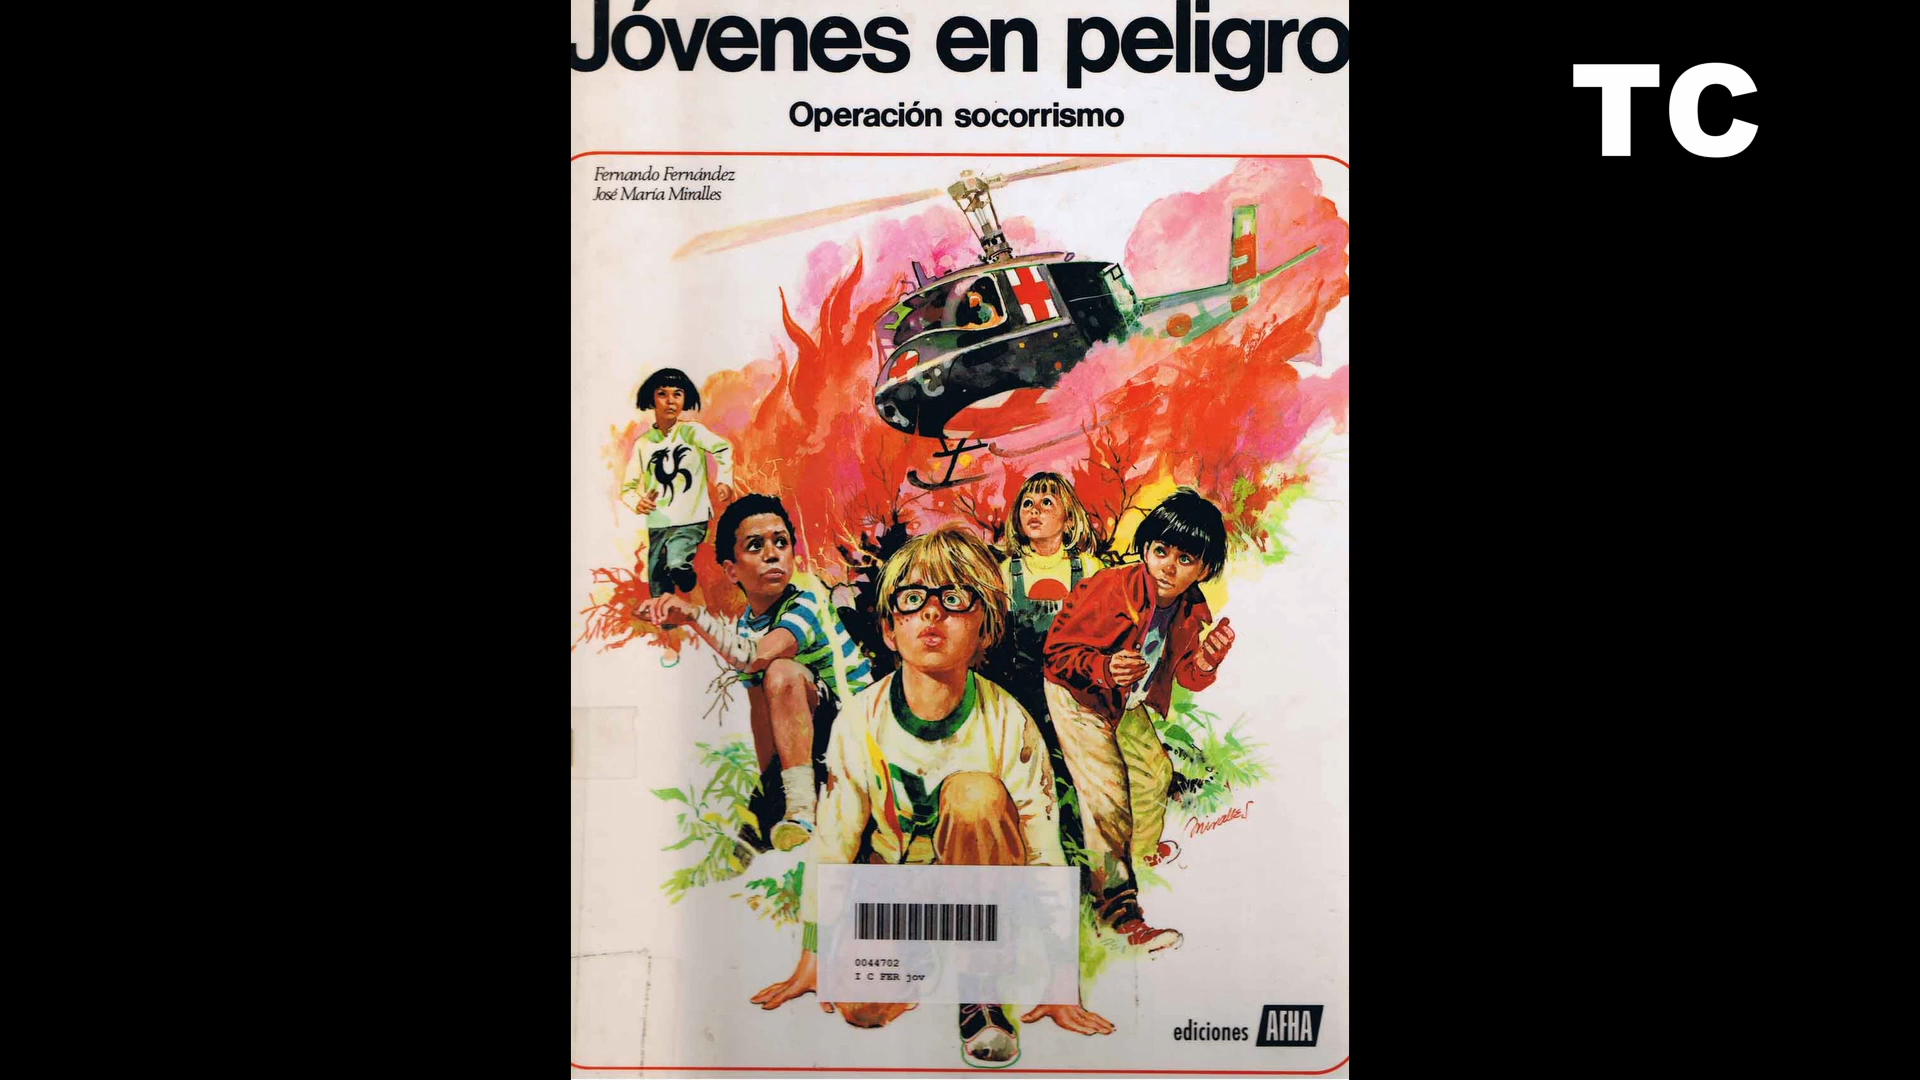 Jóvenes en peligro
TC
Operación socorrismo
Fernando Fernández
José María Miralles
Miralles
0044702
I C FER jov
ediciones AFHA